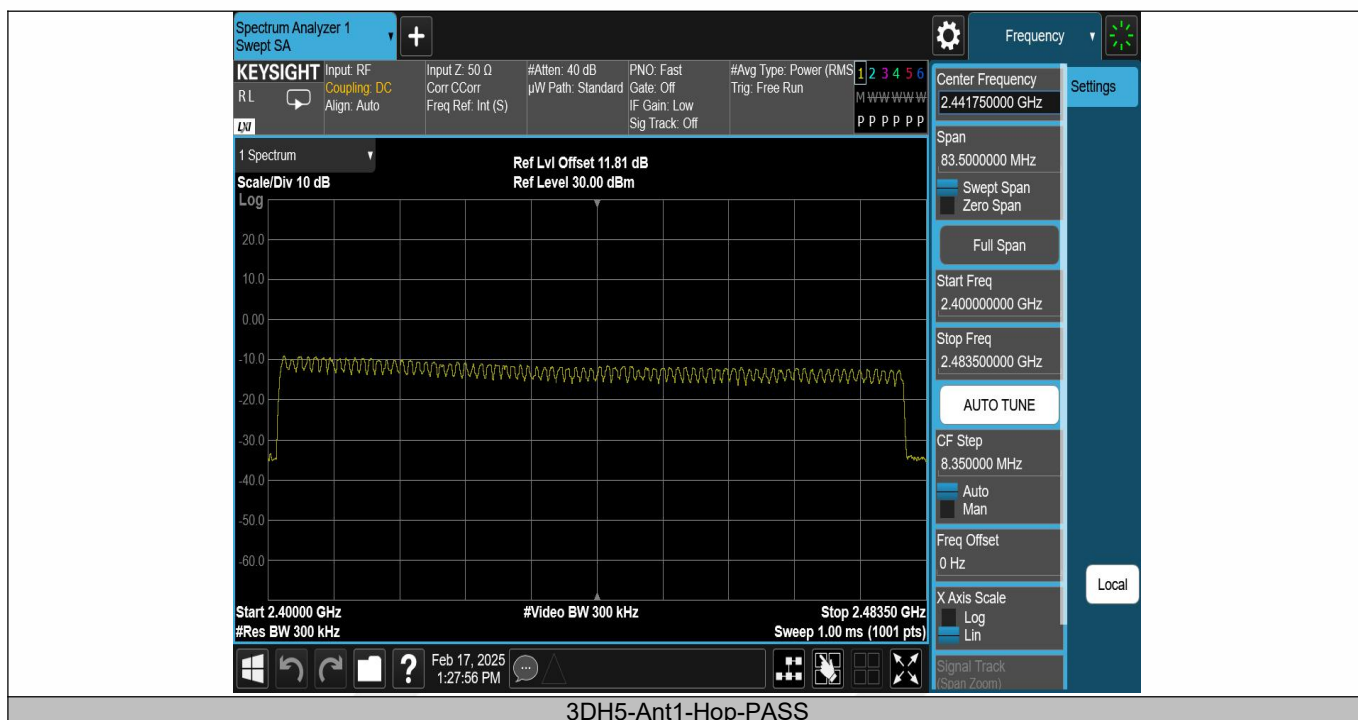 Spectrum Analyzer 1
Swept SA
Frequency
KEYSIGHT
R L
LXI
Input: RF
Coupling: DC
Align: Auto
Input Z: 50 Ω
Corr CCorr
Freq Ref: Int (S)
#Atten: 40 dB
µW Path: Standard
PNO: Fast
Gate: Off
IF Gain: Low
Sig Track: Off
#Avg Type: Power (RMS
Trig: Free Run
1 2 3 4 5 6
M W W W W W
P P P P P P
1 Spectrum
Scale/Div 10 dB
Log
Ref Lvl Offset 11.81 dB
Ref Level 30.00 dBm
20.0
10.0
0.00
-10.0
-20.0
-30.0
-40.0
-50.0
-60.0
Start 2.40000 GHz
#Res BW 300 kHz
#Video BW 300 kHz
Stop 2.48350 GHz
Sweep 1.00 ms (1001 pts)
Center Frequency
2.441750000 GHz
Settings
Span
83.5000000 MHz
Swept Span
Zero Span
Full Span
Start Freq
2.400000000 GHz
Stop Freq
2.483500000 GHz
AUTO TUNE
CF Step
8.350000 MHz
Auto
Man
Freq Offset
0 Hz
X Axis Scale
Log
Lin
Local
Signal Track
(Span Zoom)
?
Feb 17, 2025
1:27:56 PM
3DH5-Ant1-Hop-PASS